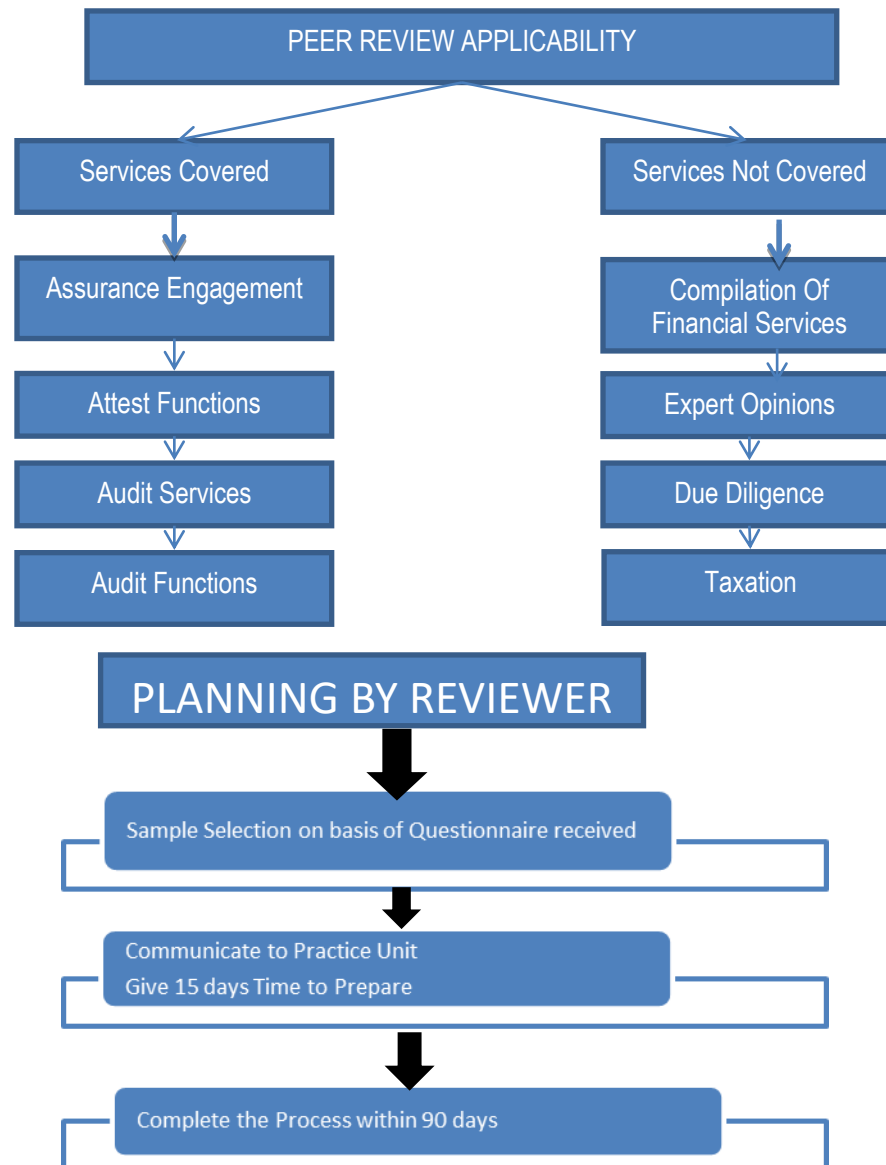 PEER REVIEW APPLICABILITY
Services Covered
Assurance Engagement
Attest Functions
Audit Services
Audit Functions
Services Not Covered
Compilation Of
Financial Services
Expert Opinions
Due Diligence
Taxation
PLANNING BY REVIEWER
Sample Selection on basis of Questionnaire received
Communicate to Practice Unit
Give 15 days Time to Prepare
Complete the Process within 90 days